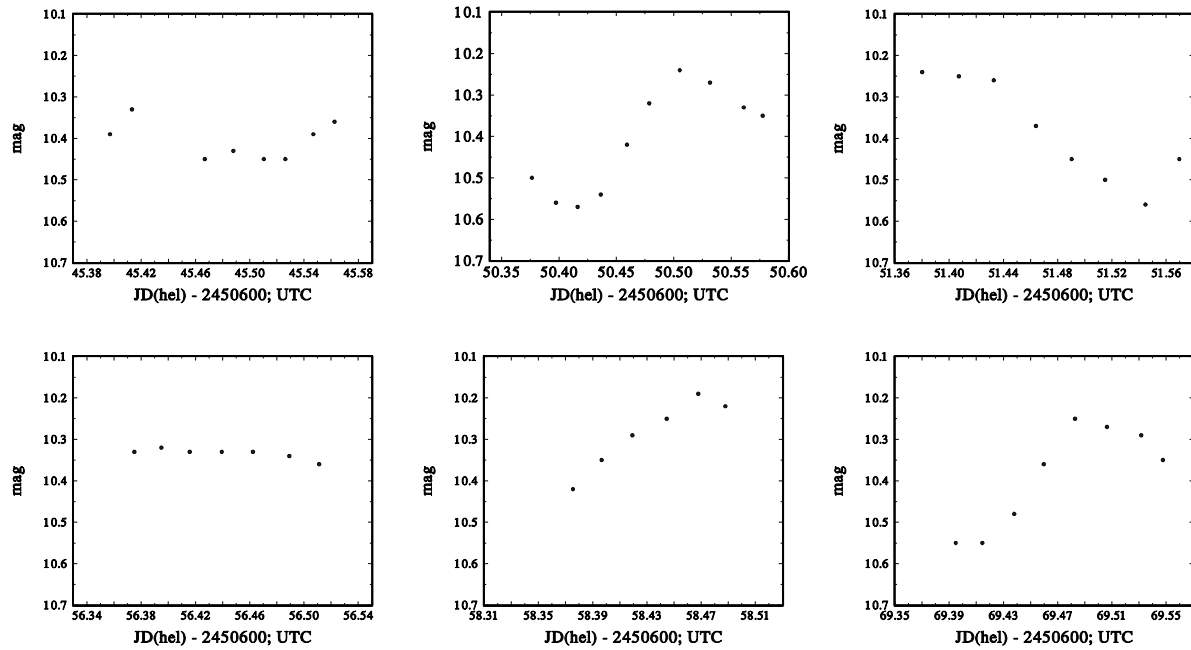 10.1 10.2 10.3 10.4 10.5 10.6 10.7
mag
45.38 45.42 45.46 45.50 45.54 45.58
JD(hel) - 2450600; UTC
10.1 10.2 10.3 10.4 10.5 10.6 10.7
mag
50.35 50.40 50.45 50.50 50.55 50.60
JD(hel) - 2450600; UTC
10.1 10.2 10.3 10.4 10.5 10.6 10.7
mag
51.36 51.40 51.44 51.48 51.52 51.56
JD(hel) - 2450600; UTC
10.1 10.2 10.3 10.4 10.5 10.6 10.7
mag
56.34 56.38 56.42 56.46 56.50 56.54
JD(hel) - 2450600; UTC
10.1 10.2 10.3 10.4 10.5 10.6 10.7
mag
58.31 58.35 58.39 58.43 58.47 58.51
JD(hel) - 2450600; UTC
10.1 10.2 10.3 10.4 10.5 10.6 10.7
mag
69.35 69.39 69.43 69.47 69.51 69.55
JD(hel) - 2450600; UTC